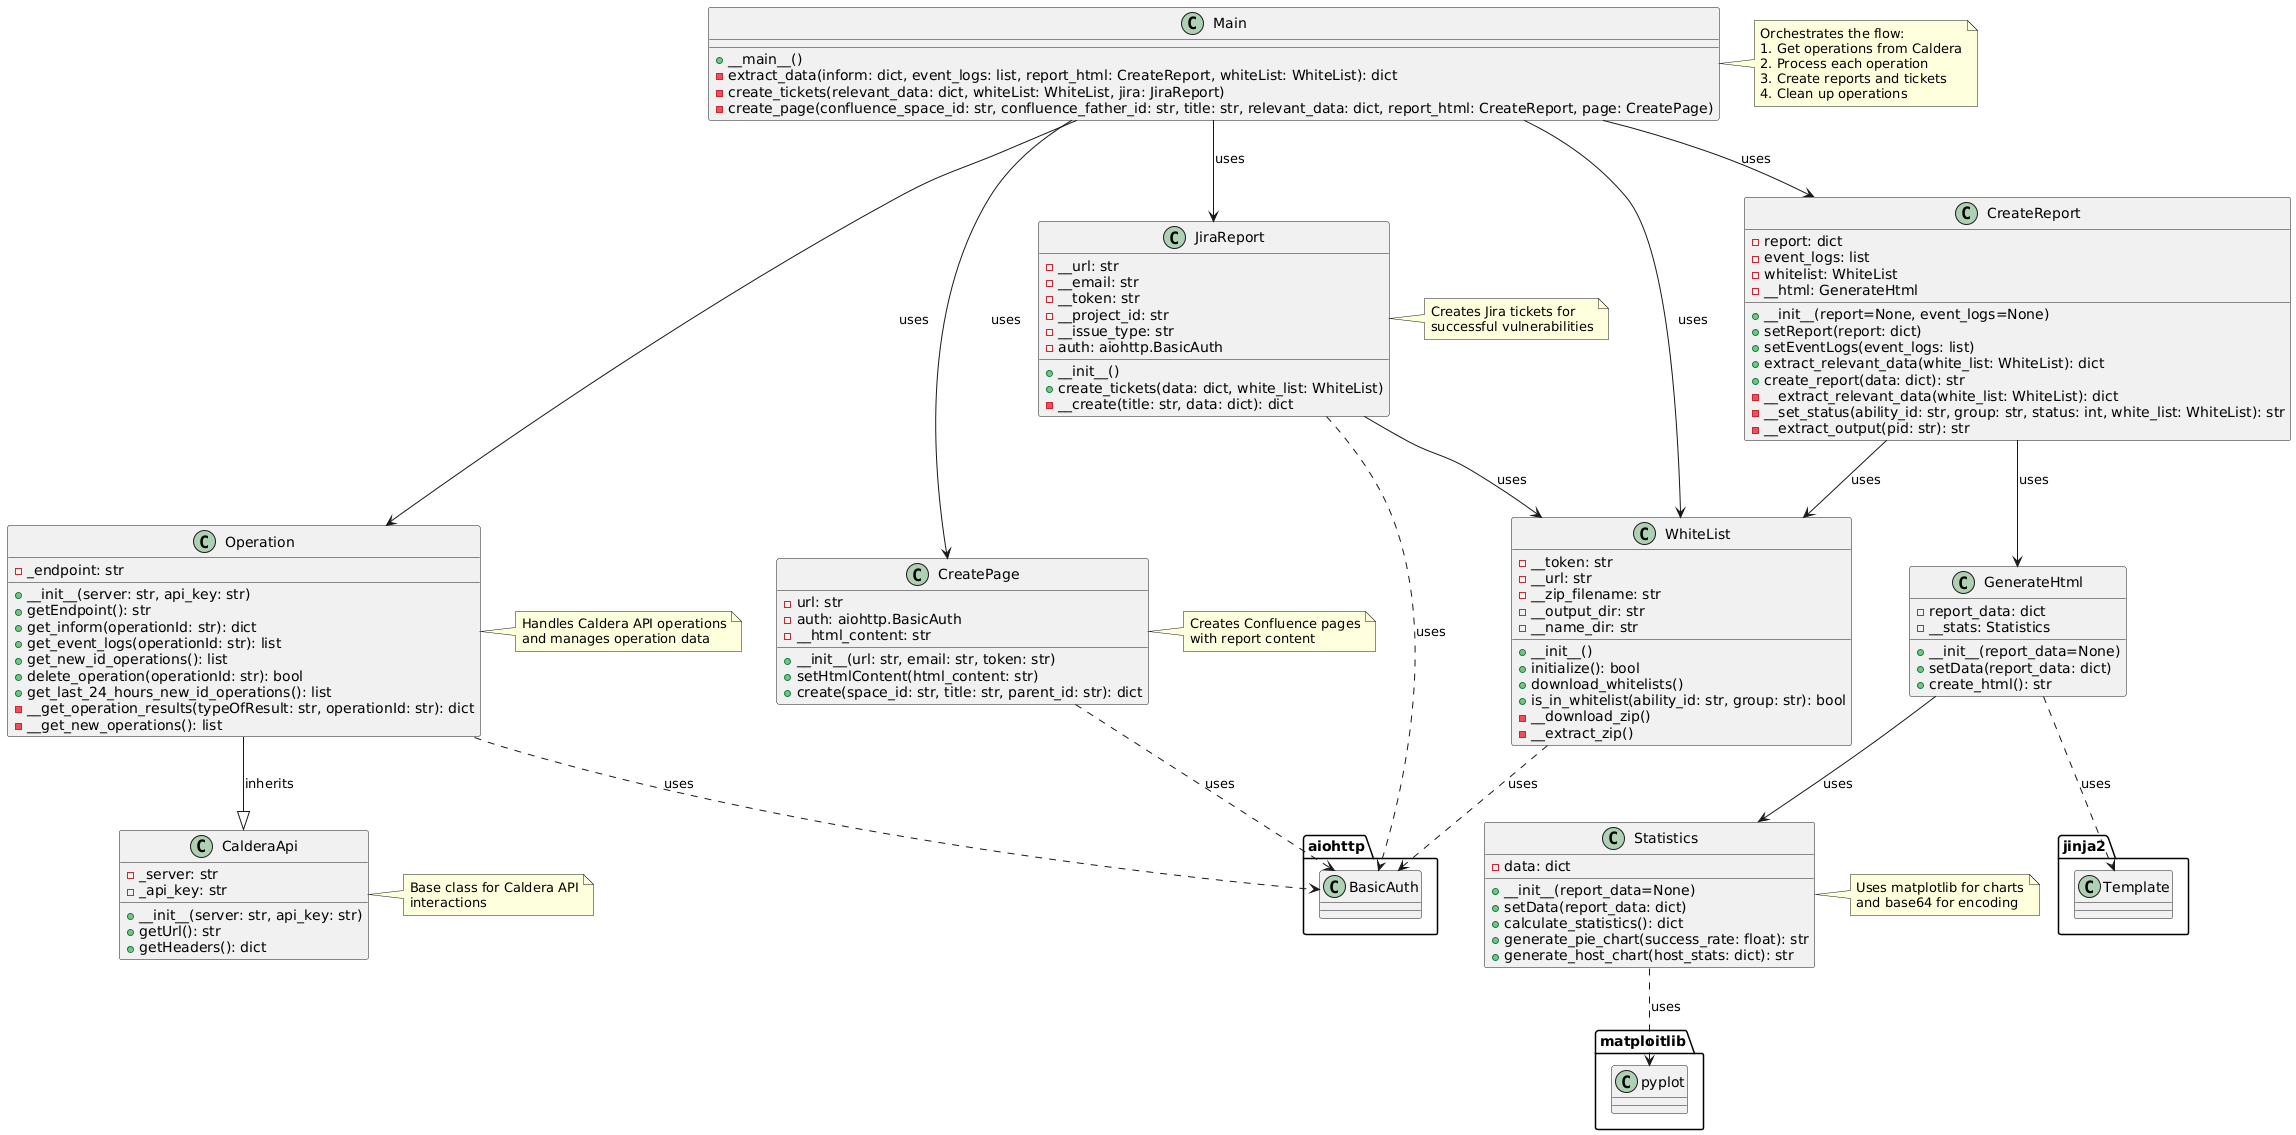 Main
__main__()
extract_data(inform: dict, event_logs: list, report_html: CreateReport, whiteList: WhiteList): dict
create_tickets(relevant_data: dict, whiteList: WhiteList, jira: JiraReport)
create_page(confluence_space_id: str, confluence_father_id: str, title: str, relevant_data: dict, report_html: CreateReport, page: CreatePage)
Orchestrates the flow:
1. Get operations from Caldera
2. Process each operation
3. Create reports and tickets
4. Clean up operations
uses
uses
uses
uses
uses
JiraReport
__url: str
__email: str
__token: str
__project_id: str
__issue_type: str
auth: aiohttp.BasicAuth
__init__()
create_tickets(data: dict, white_list: WhiteList)
__create(title: str, data: dict): dict
Creates Jira tickets for
successful vulnerabilities
CreateReport
report: dict
event_logs: list
whitelist: WhiteList
__html: GenerateHtml
__init__(report=None, event_logs=None)
setReport(report: dict)
setEventLogs(event_logs: list)
extract_relevant_data(white_list: WhiteList): dict
create_report(data: dict): str
__extract_relevant_data(white_list: WhiteList): dict
__set_status(ability_id: str, group: str, status: int, white_list: WhiteList): str
__extract_output(pid: str): str
uses
uses
uses
Operation
_endpoint: str
__init__(server: str, api_key: str)
getEndpoint(): str
get_inform(operationId: str): dict
get_event_logs(operationId: str): list
get_new_id_operations(): list
delete_operation(operationId: str): bool
get_last_24_hours_new_id_operations(): list
__get_operation_results(typeOfResult: str, operationId: str): dict
__get_new_operations(): list
Handles Caldera API operations
and manages operation data
CreatePage
url: str
auth: aiohttp.BasicAuth
__html_content: str
__init__(url: str, email: str, token: str)
setHtmlContent(html_content: str)
create(space_id: str, title: str, parent_id: str): dict
Creates Confluence pages
with report content
uses
WhiteList
__token: str
__url: str
__zip_filename: str
__output_dir: str
__name_dir: str
__init__()
initialize(): bool
download_whitelists()
is_in_whitelist(ability_id: str, group: str): bool
__download_zip()
__extract_zip()
GenerateHtml
report_data: dict
__stats: Statistics
__init__(report_data=None)
setData(report_data: dict)
create_html(): str
inherits
uses
uses
uses
uses
uses
CalderaApi
_server: str
_api_key: str
__init__(server: str, api_key: str)
getUrl(): str
getHeaders(): dict
Base class for Caldera API
interactions
aiohttp
BasicAuth
Statistics
data: dict
__init__(report_data=None)
setData(report_data: dict)
calculate_statistics(): dict
generate_pie_chart(success_rate: float): str
generate_host_chart(host_stats: dict): str
Uses matplotlib for charts
and base64 for encoding
jinja2
Template
uses
matploitlib
pyplot